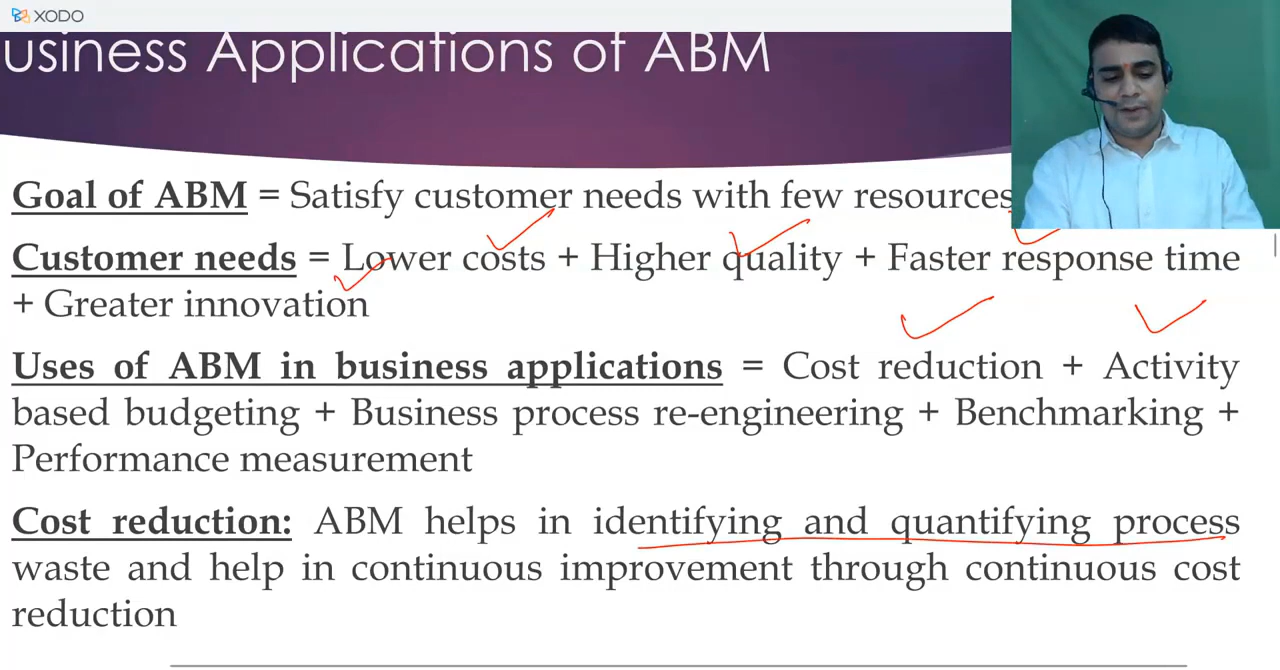 XODO
usiness Applications of ABM
Goal of ABM = Satisfy customer needs with few resources
Customer needs = Lower costs + Higher quality + Faster response time
+ Greater innovation
Uses of ABM in business applications = Cost reduction + Activity
based budgeting + Business process re-engineering + Benchmarking +
Performance measurement
Cost reduction: ABM helps in identifying and quantifying process
waste and help in continuous improvement through continuous cost
reduction